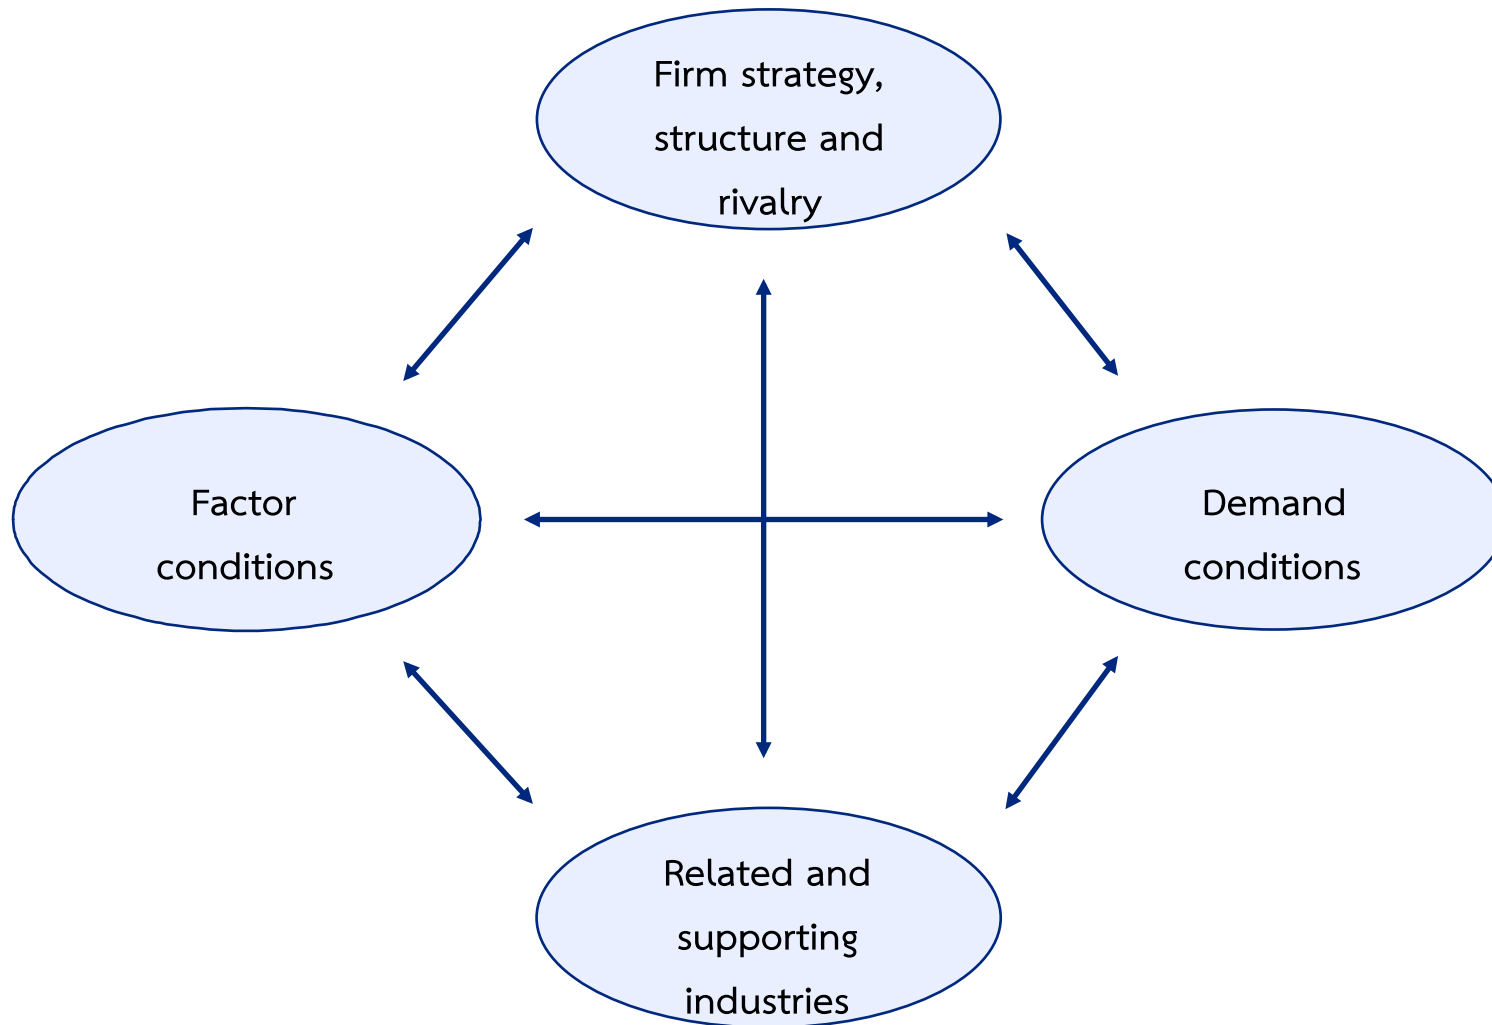 Firm strategy,
structure and
rivalry
Factor
conditions
Demand
conditions
Related and
supporting
industries